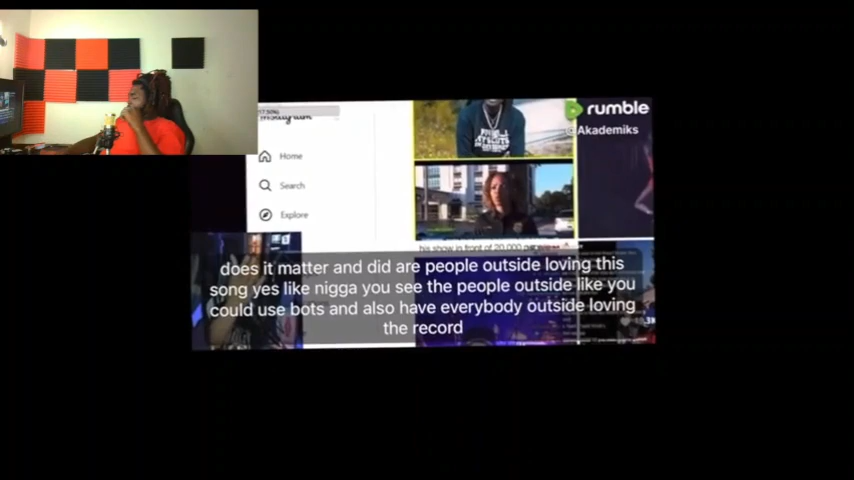 Instagram
rumble
@Akademiks
Home
Search
Explore
his show in front of 20,000
does it matter and did are people outside loving this
song yes like nigga you see the people outside like you
could use bots and also have everybody outside loving
the record